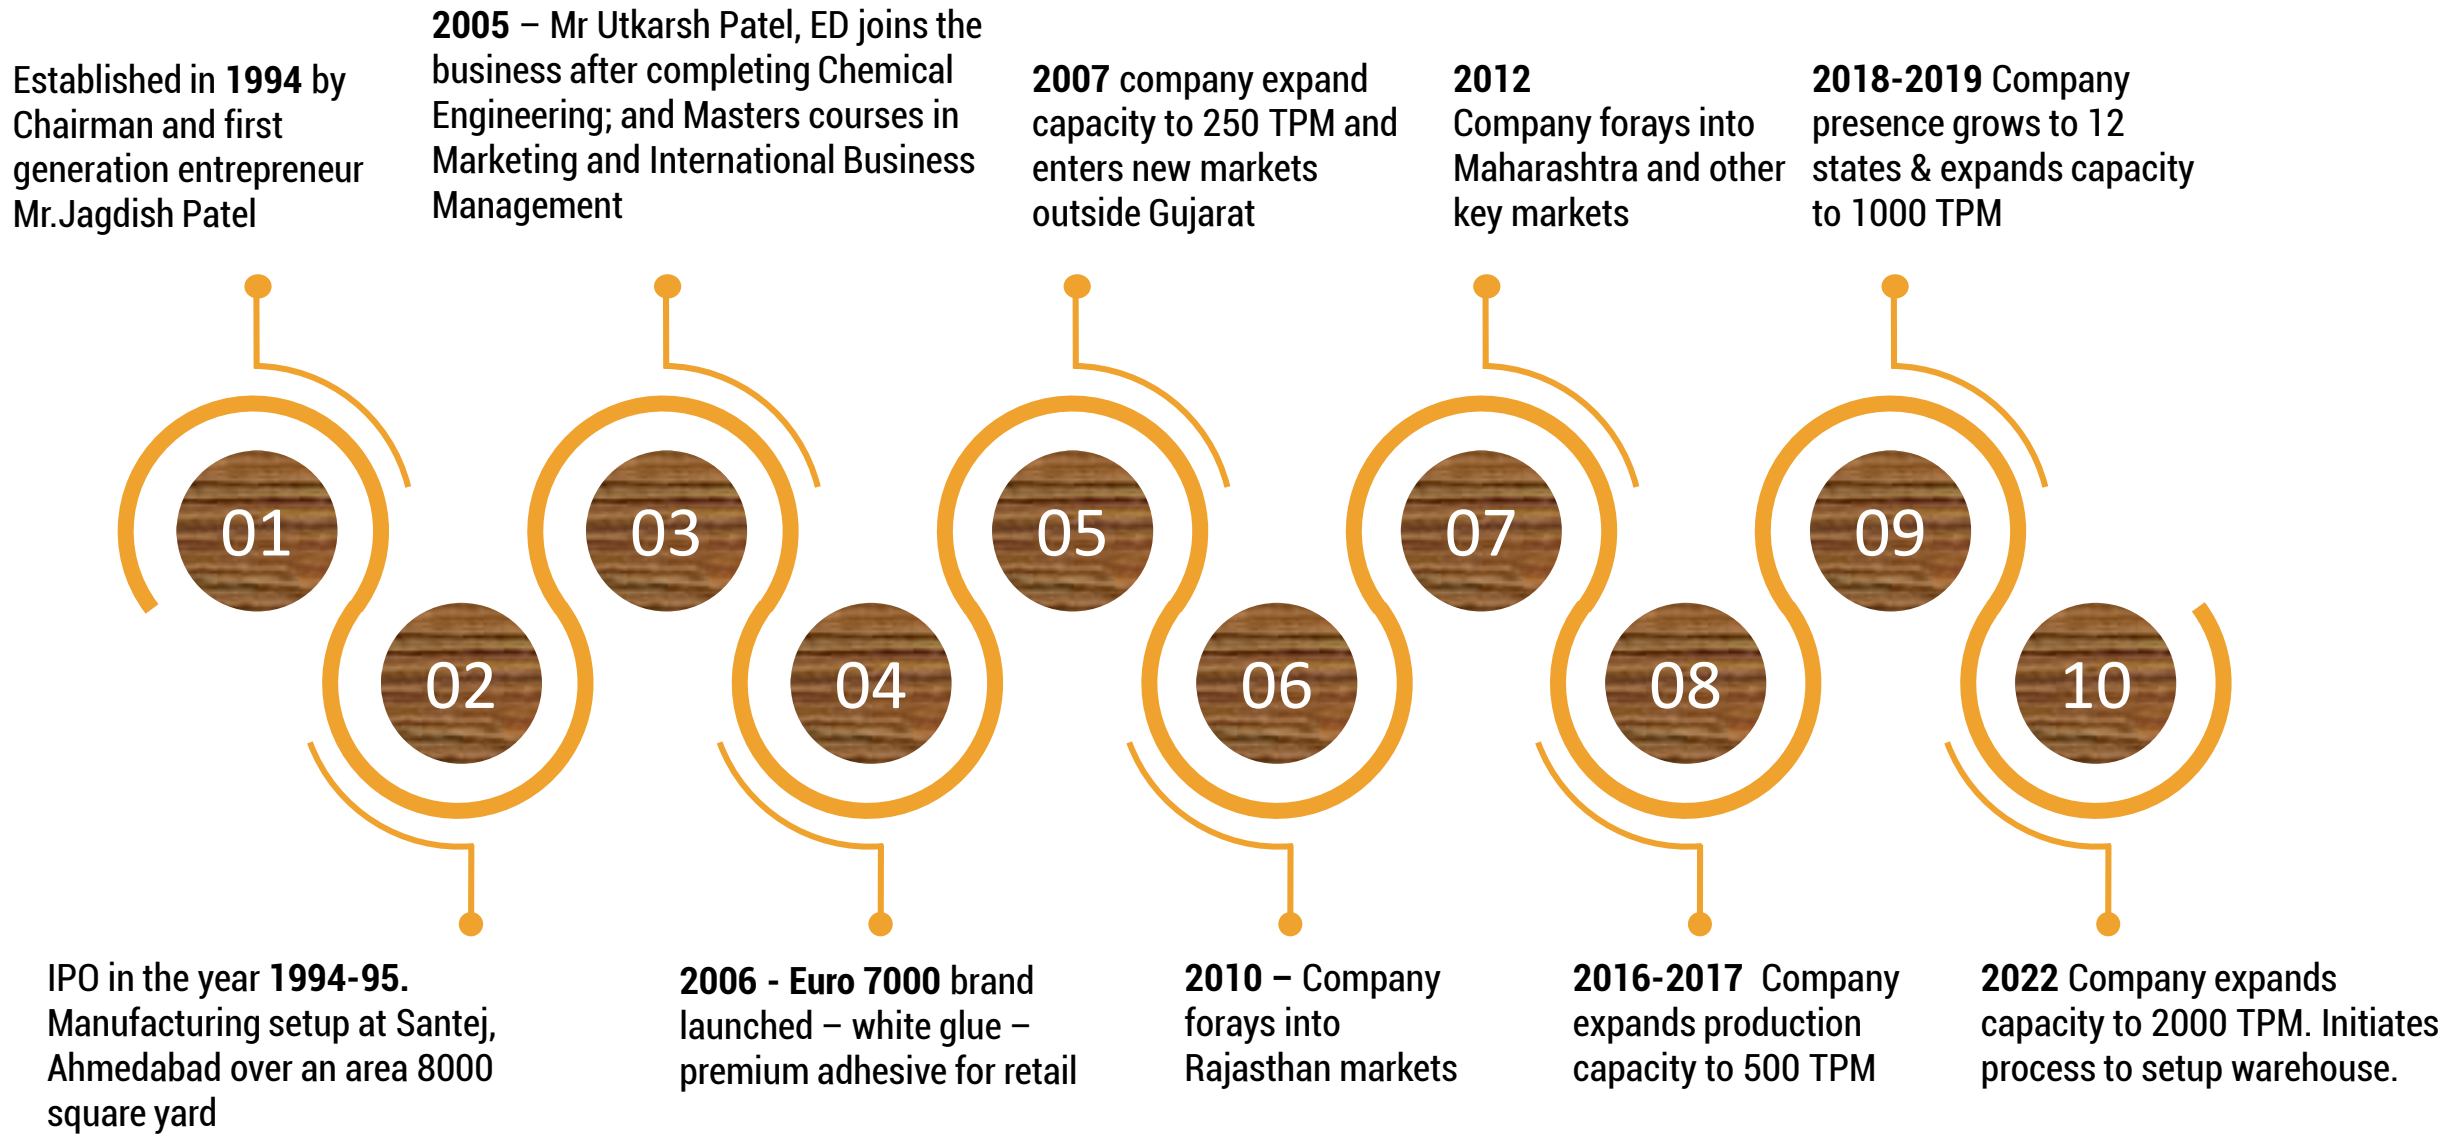 Established in 1994 by
Chairman and first
generation entrepreneur
Mr.Jagdish Patel
2005 – Mr Utkarsh Patel, ED joins the
business after completing Chemical
Engineering; and Masters courses in
Marketing and International Business
Management
2007 company expand
capacity to 250 TPM and
enters new markets
outside Gujarat
2012
Company forays into
Maharashtra and other
key markets
2018-2019 Company
presence grows to 12
states & expands capacity
to 1000 TPM
01
02
03
04
05
06
07
08
09
10
IPO in the year 1994-95.
Manufacturing setup at Santej,
Ahmedabad over an area 8000
square yard
2006 - Euro 7000 brand
launched – white glue –
premium adhesive for retail
2010 – Company
forays into
Rajasthan markets
2016-2017 Company
expands production
capacity to 500 TPM
2022 Company expands
capacity to 2000 TPM. Initiates
process to setup warehouse.